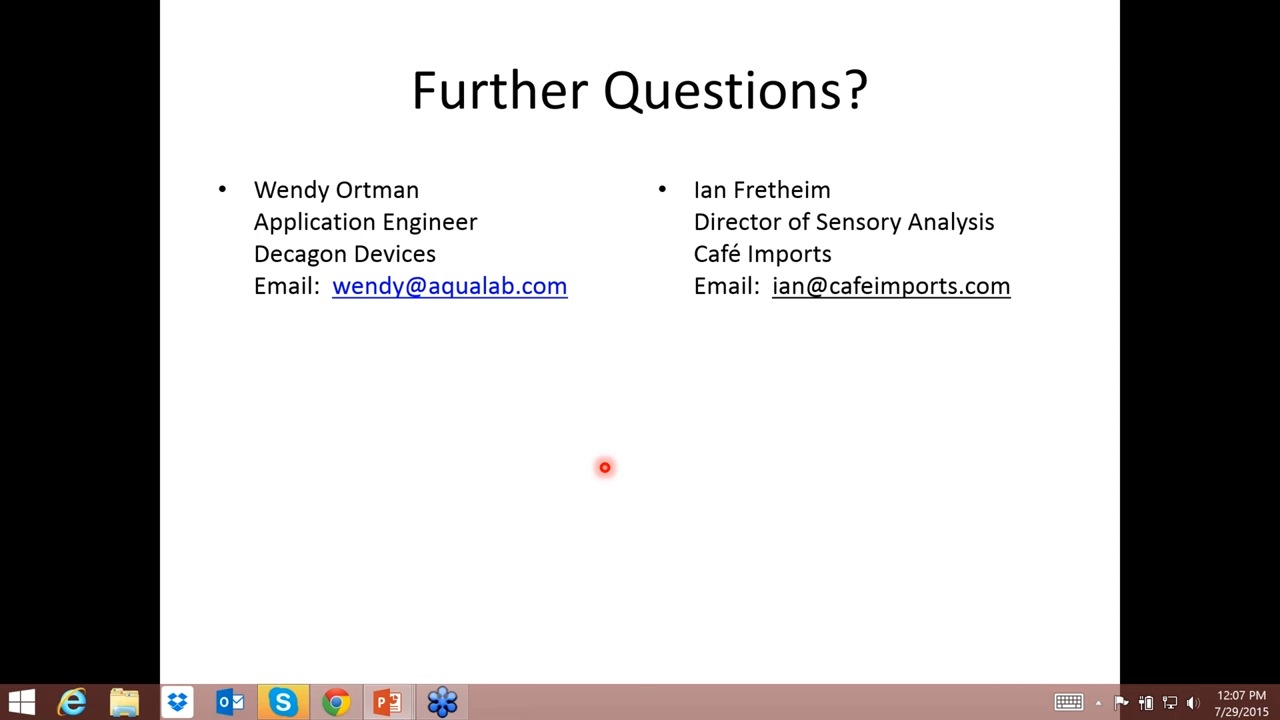 Further Questions?
• Wendy Ortman
Application Engineer
Decagon Devices
Email: wendy@aqualab.com
• Ian Fretheim
Director of Sensory Analysis
Café Imports
Email: ian@cafeimports.com
12:07 PM
7/29/2015